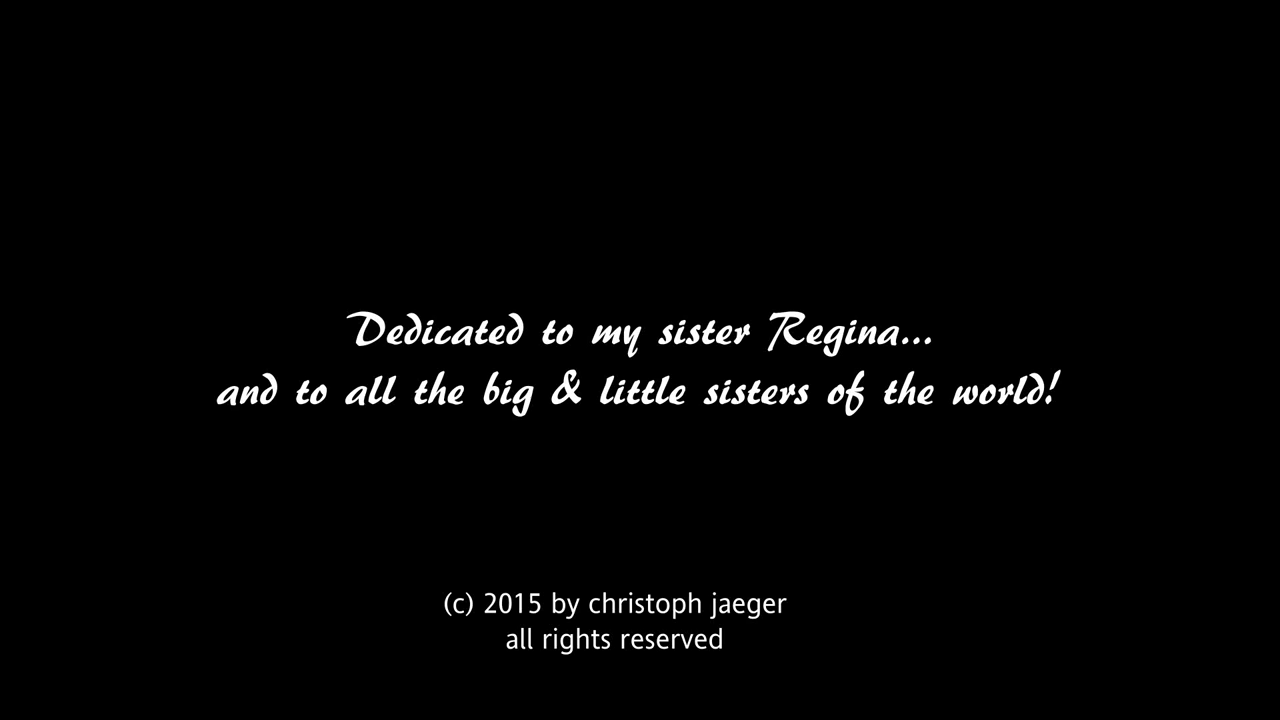 Dedicated to my sister Regina...
and to all the big & little sisters of the world!
(c) 2015 by christoph jaeger
all rights reserved